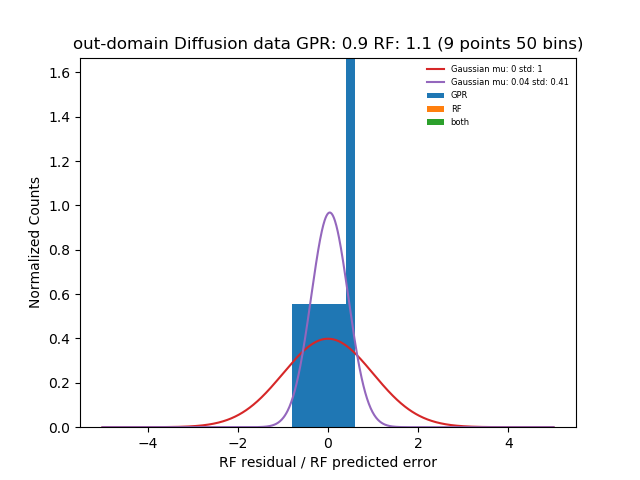 out-domain Diffusion data GPR: 0.9 RF: 1.1 (9 points 50 bins)
Gaussian mu: 0 std: 1
Gaussian mu: 0.04 std: 0.41
GPR
RF
both
Normalized Counts
1.6
1.4
1.2
1.0
0.8
0.6
0.4
0.2
0.0
−4
−2
0
2
4
RF residual / RF predicted error